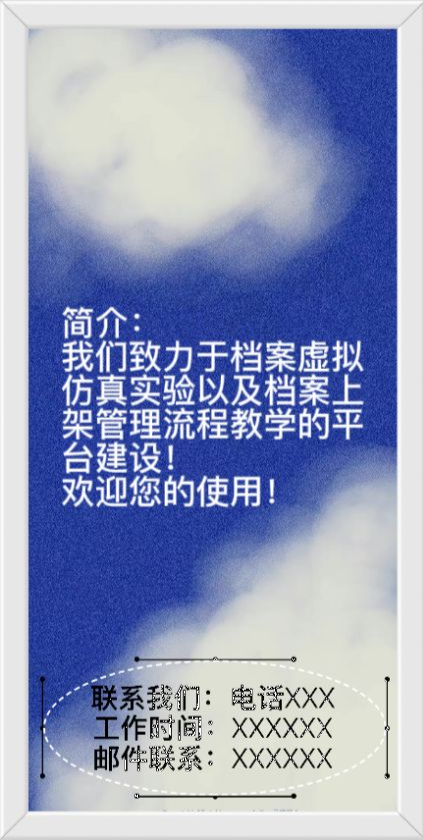 简介：
我们致力于档案虚拟
仿真实验以及档案上
架管理流程教学的平
台建设！
欢迎您的使用！
联系我们：电话XXX
工作时间：XXXXXX
邮件联系：XXXXXX